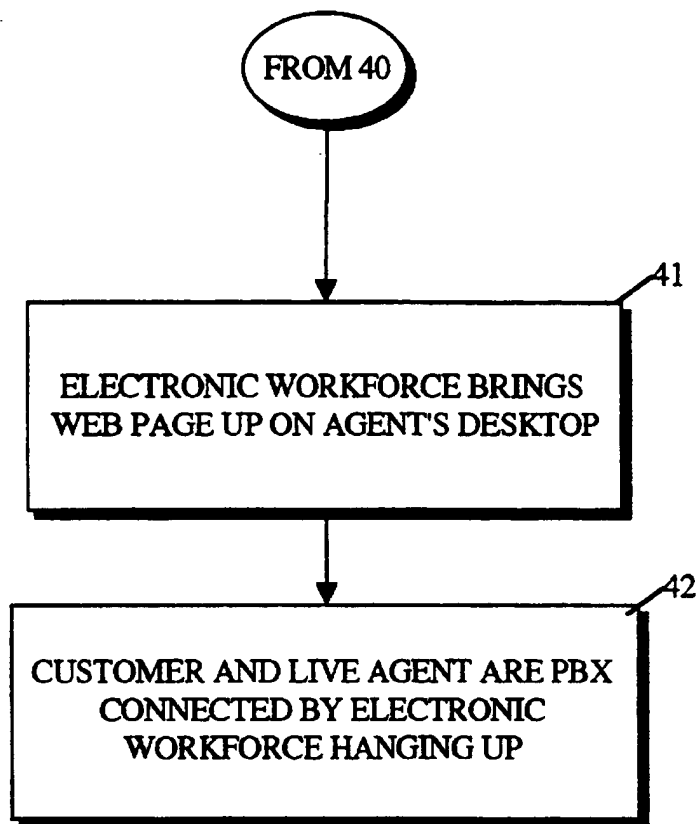 FROM 40
41
ELECTRONIC WORKFORCE BRINGS
WEB PAGE UP ON AGENT'S DESKTOP
42
CUSTOMER AND LIVE AGENT ARE PBX
CONNECTED BY ELECTRONIC
WORKFORCE HANGING UP